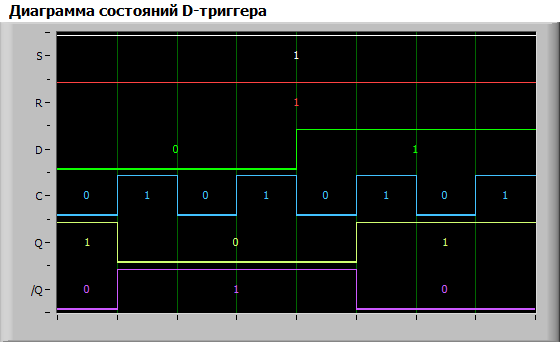 Диаграмма состояний D-триггера
S 1
R 1
D 0 1
C 0 1 0 1 0 1 0 1
Q 1 0 1
/Q 0 1 0